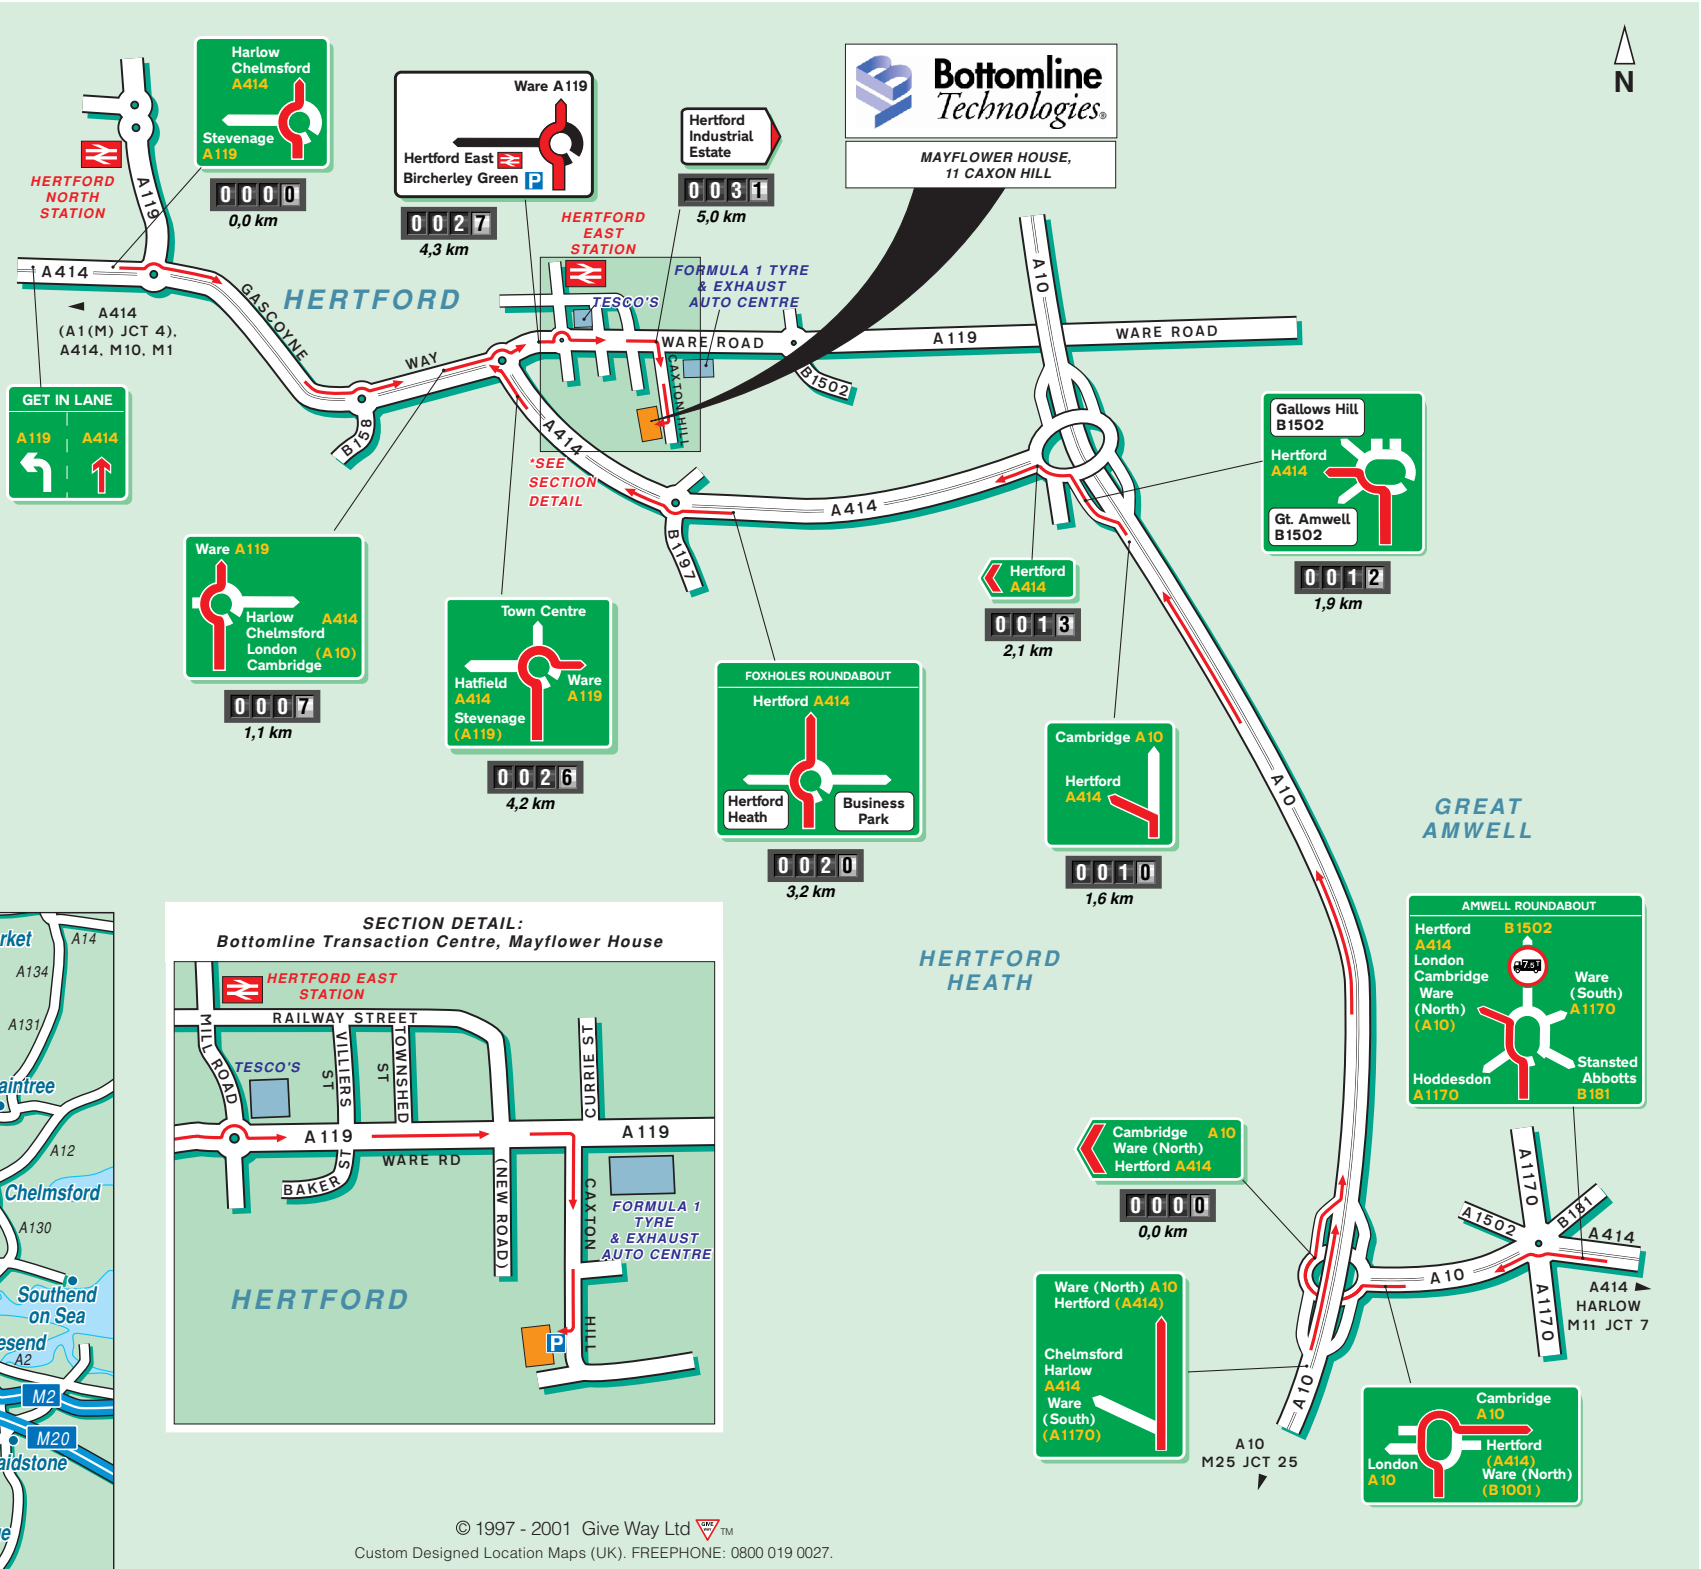 Harlow
Chelmsford
A414
Stevenage
A119
0000
0,0 km
Ware A119
Hertford East
Bircherley Green P
0027
4,3 km
Hertford
Industrial
Estate
0031
5,0 km
Bottomline
Technologies®
MAYFLOWER HOUSE,
11 CAXON HILL
N
HERTFORD
NORTH
STATION
A119
A414
A414
(A1(M) JCT 4),
A414, M10, M1
GASCOYNE
WAY
HERTFORD
HERTFORD
EAST
STATION
TESCO'S
FORMULA 1 TYRE
& EXHAUST
AUTO CENTRE
WARE ROAD
A119
WARE ROAD
A10
B1502
CAXTON HILL
B158
A414
*SEE
SECTION
DETAIL
A414
B1197
GET IN LANE
A119
A414
Ware A119
Harlow A414
Chelmsford
London (A10)
Cambridge
0007
1,1 km
Town Centre
Hatfield
A414
Stevenage
(A119)
Ware
A119
0026
4,2 km
FOXHOLES ROUNDABOUT
Hertford A414
Hertford
Heath
Business
Park
0020
3,2 km
Hertford
A414
0013
2,1 km
Gallows Hill
B1502
Hertford
A414
Gt. Amwell
B1502
0012
1,9 km
Cambridge A10
Hertford
A414
0010
1,6 km
A10
GREAT
AMWELL
HERTFORD
HEATH
AMWELL ROUNDABOUT
Hertford
A414
London
Cambridge
Ware
(North)
(A10)
B1502
7.5T
Ware
(South)
A1170
Hoddesdon
A1170
Stansted
Abbotts
B181
Cambridge A10
Ware (North)
Hertford A414
0000
0,0 km
A1170
A1502
B181
A414
A10
A1170
A414
HARLOW
M11 JCT 7
Ware (North) A10
Hertford (A414)
Chelmsford
Harlow
A414
Ware
(South)
(A1170)
A10
A10
M25 JCT 25
Cambridge
A10
Hertford
(A414)
Ware (North)
(B1001)
London
A10
SECTION DETAIL:
Bottomline Transaction Centre, Mayflower House
HERTFORD EAST
STATION
RAILWAY STREET
MILL ROAD
TESCO'S
VILLIERS
ST
TOWNSHED
ST
CURRIE ST
A119
A119
WARE RD
BAKER ST
(NEW ROAD)
CAXTON
HILL
FORMULA 1
TYRE
& EXHAUST
AUTO CENTRE
HERTFORD
P
rket
A14
A134
A131
aintree
A12
Chelmsford
A130
Southend
on Sea
esend
A2
M2
M20
aidstone
e
© 1997 - 2001 Give Way Ltd GIVE WAY TM
Custom Designed Location Maps (UK). FREEPHONE: 0800 019 0027.